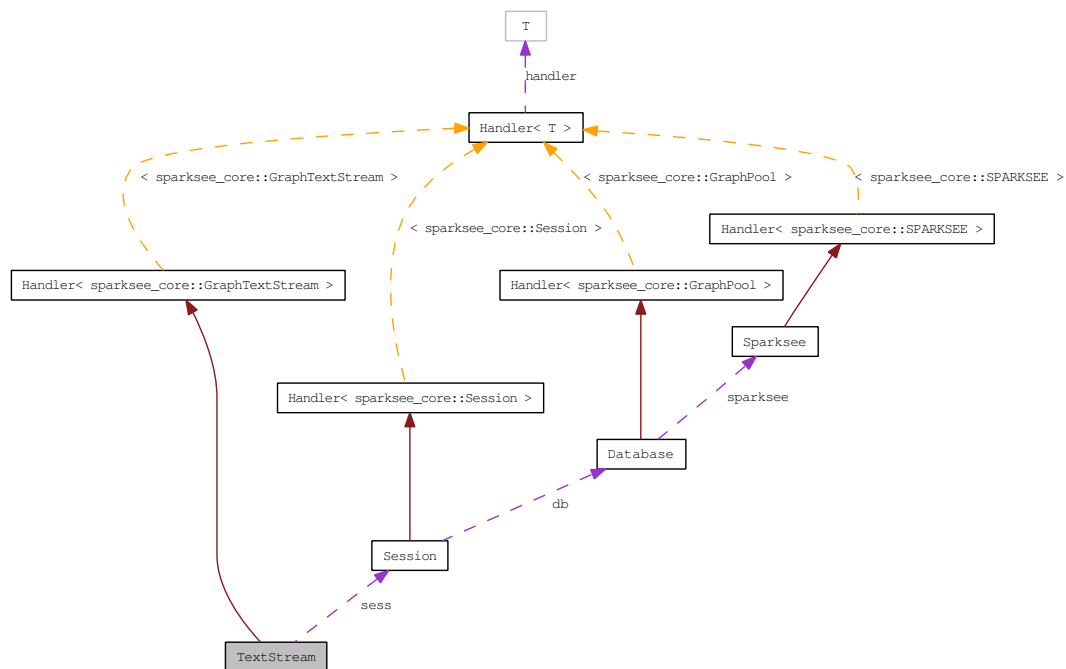 T
handler
Handler< T >
< sparksee_core::GraphTextStream >
< sparksee_core::GraphPool >
< sparksee_core::SPARKSEE >
< sparksee_core::Session >
Handler< sparksee_core::SPARKSEE >
Handler< sparksee_core::GraphTextStream >
Handler< sparksee_core::GraphPool >
Sparksee
Handler< sparksee_core::Session >
sparksee
Database
db
Session
sess
TextStream